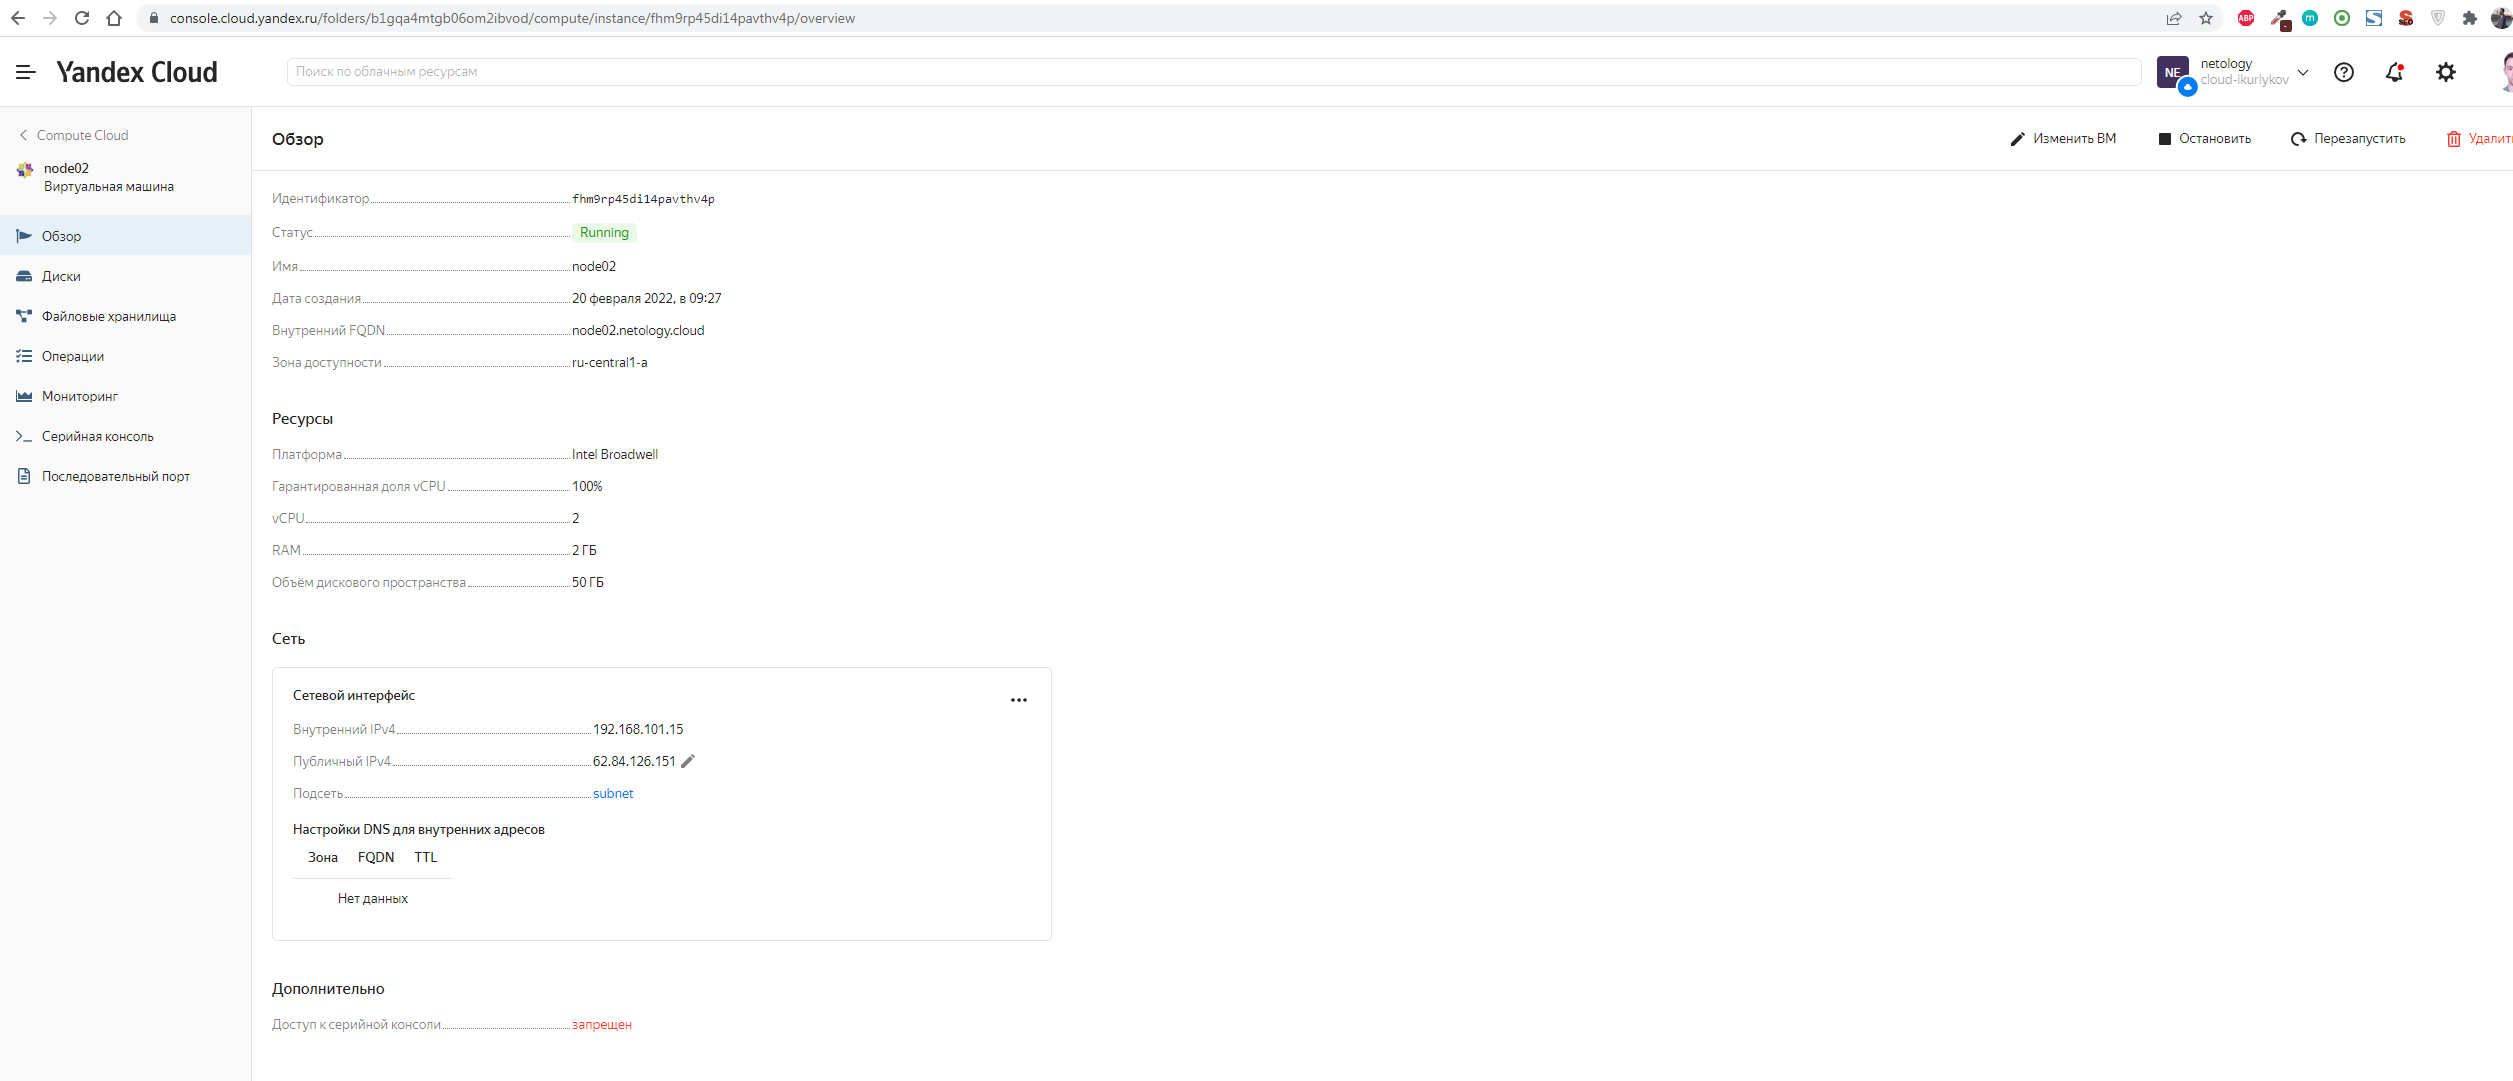 console.cloud.yandex.ru/folders/b1gqa4mtgb06om2ibvod/compute/instance/fhm9rp45di14pavthv4p/overview
ABP
m
SEO
Yandex Cloud
Поиск по облачным ресурсам
NE
netology
cloud-ikurlykov
Compute Cloud
node02
Виртуальная машина
Обзор
Диски
Файловые хранилища
Операции
Мониторинг
Серийная консоль
Последовательный порт
Обзор
Изменить ВМ
Остановить
Перезапустить
Удалит
Идентификатор fhm9rp45di14pavthv4p
Статус Running
Имя node02
Дата создания 20 февраля 2022, в 09:27
Внутренний FQDN node02.netology.cloud
Зона доступности ru-central1-a
Ресурсы
Платформа Intel Broadwell
Гарантированная доля vCPU 100%
vCPU 2
RAM 2 ГБ
Объём дискового пространства 50 ГБ
Сеть
Сетевой интерфейс
Внутренний IPv4 192.168.101.15
Публичный IPv4 62.84.126.151
Подсеть subnet
Настройки DNS для внутренних адресов
Зона FQDN TTL
Нет данных
Дополнительно
Доступ к серийной консоли запрещен